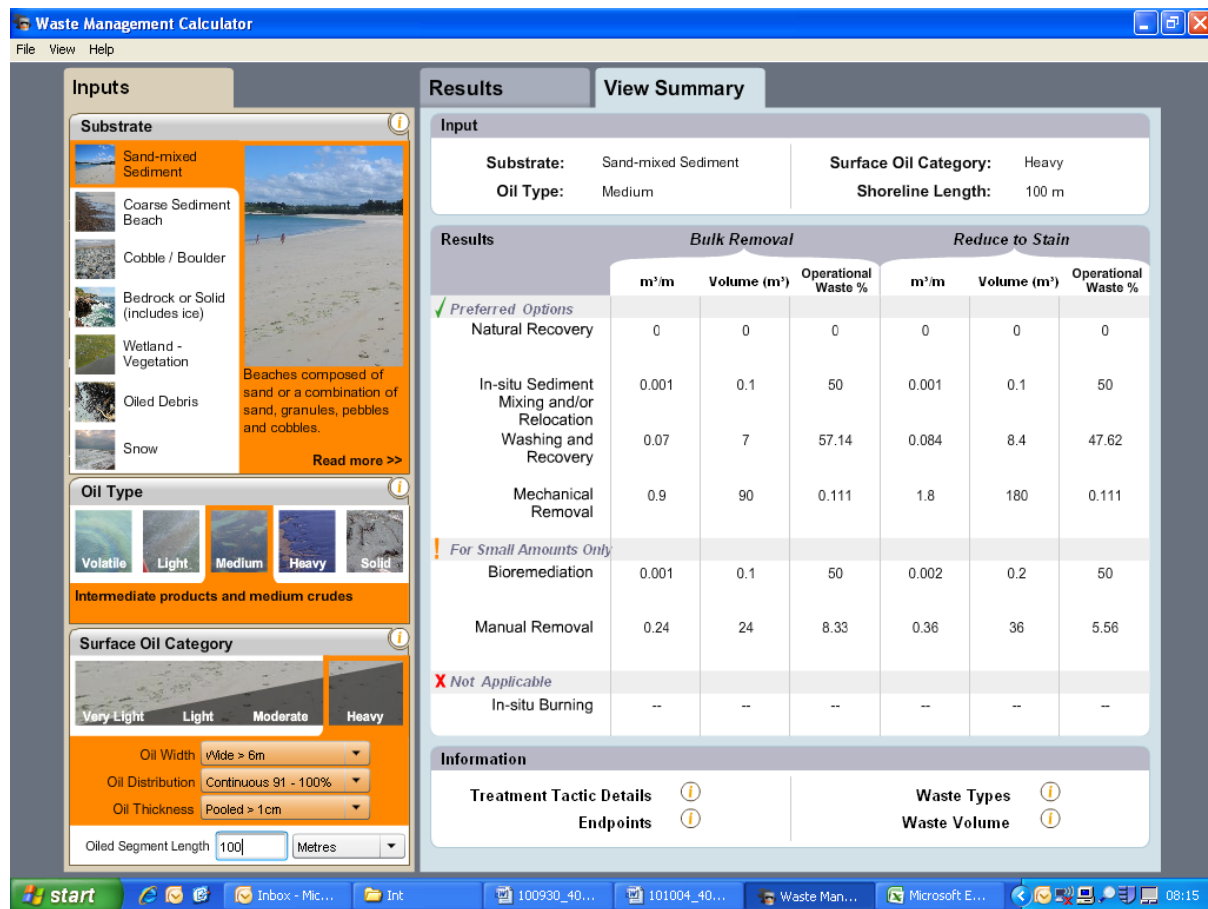 Waste Management Calculator
File View Help
Inputs
Substrate
Sand-mixed
Sediment
Coarse Sediment
Beach
Cobble / Boulder
Bedrock or Solid
(includes ice)
Wetland -
Vegetation
Oiled Debris
Snow
Beaches composed of
sand or a combination of
sand, granules, pebbles
and cobbles.
Read more >>
Oil Type
Volatile Light Medium Heavy Solid
Intermediate products and medium crudes
Surface Oil Category
Very Light Light Moderate Heavy
Oil Width Wide > 6m
Oil Distribution Continuous 91 - 100%
Oil Thickness Pooled > 1cm
Oiled Segment Length 100 Metres
Results View Summary
Input
Substrate: Sand-mixed Sediment Surface Oil Category: Heavy
Oil Type: Medium Shoreline Length: 100 m
Results Bulk Removal Reduce to Stain
m³/m Volume (m³) Operational Waste % m³/m Volume (m³) Operational Waste %
Preferred Options
Natural Recovery 0 0 0 0 0 0
In-situ Sediment 0.001 0.1 50 0.001 0.1 50
Mixing and/or
Relocation
Washing and 0.07 7 57.14 0.084 8.4 47.62
Recovery
Mechanical 0.9 90 0.111 1.8 180 0.111
Removal
! For Small Amounts Only
Bioremediation 0.001 0.1 50 0.002 0.2 50
Manual Removal 0.24 24 8.33 0.36 36 5.56
X Not Applicable
In-situ Burning -- -- -- -- -- --
Information
Treatment Tactic Details i Waste Types i
Endpoints i Waste Volume i
start Inbox - Mic... Int 100930_40... 101004_40... Waste Man... Microsoft E... 08:15